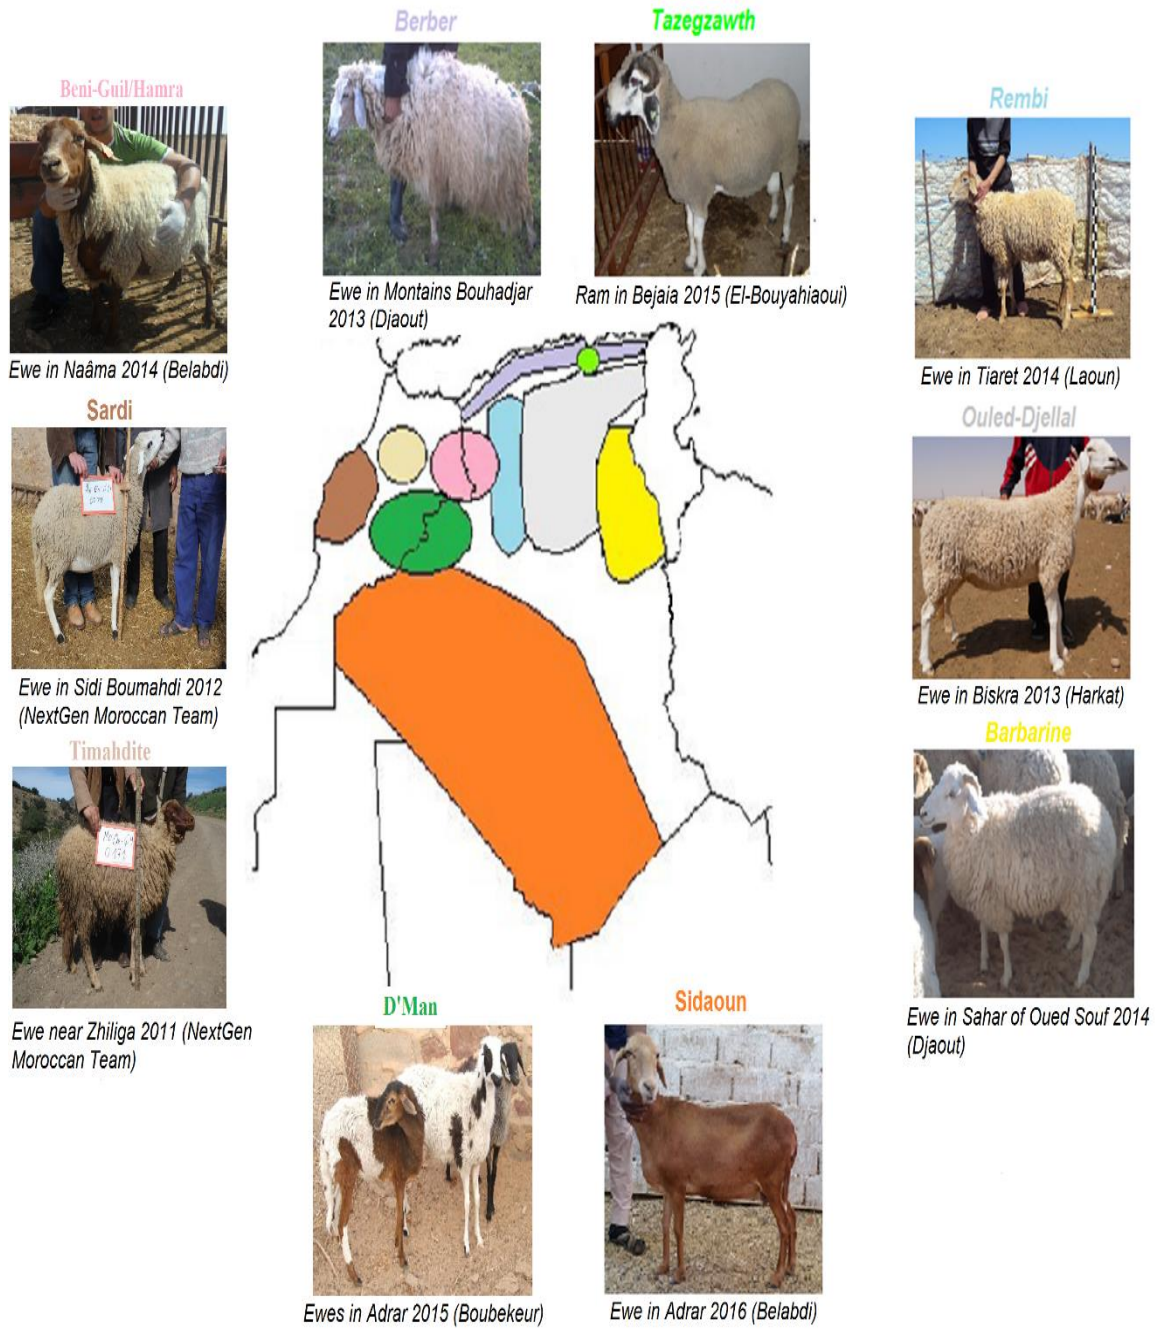 Berber
Tazegzawth
Beni-Guil/Hamra
Rembi
Ewe in Montains Bouhadjar
2013 (Djaout)
Ram in Bejaia 2015 (El-Bouyahiaoui)
Ewe in Naâma 2014 (Belabdi)
Ewe in Tiaret 2014 (Laoun)
Sardi
Ouled-Djellal
Ewe in Sidi Boumahdi 2012
(NextGen Moroccan Team)
Ewe in Biskra 2013 (Harkat)
Timahdite
Barbarine
Ewe near Zhiliga 2011 (NextGen
Moroccan Team)
Ewe in Sahar of Oued Souf 2014
(Djaout)
D'Man
Sidaoun
Ewes in Adrar 2015 (Boubekeur)
Ewe in Adrar 2016 (Belabdi)